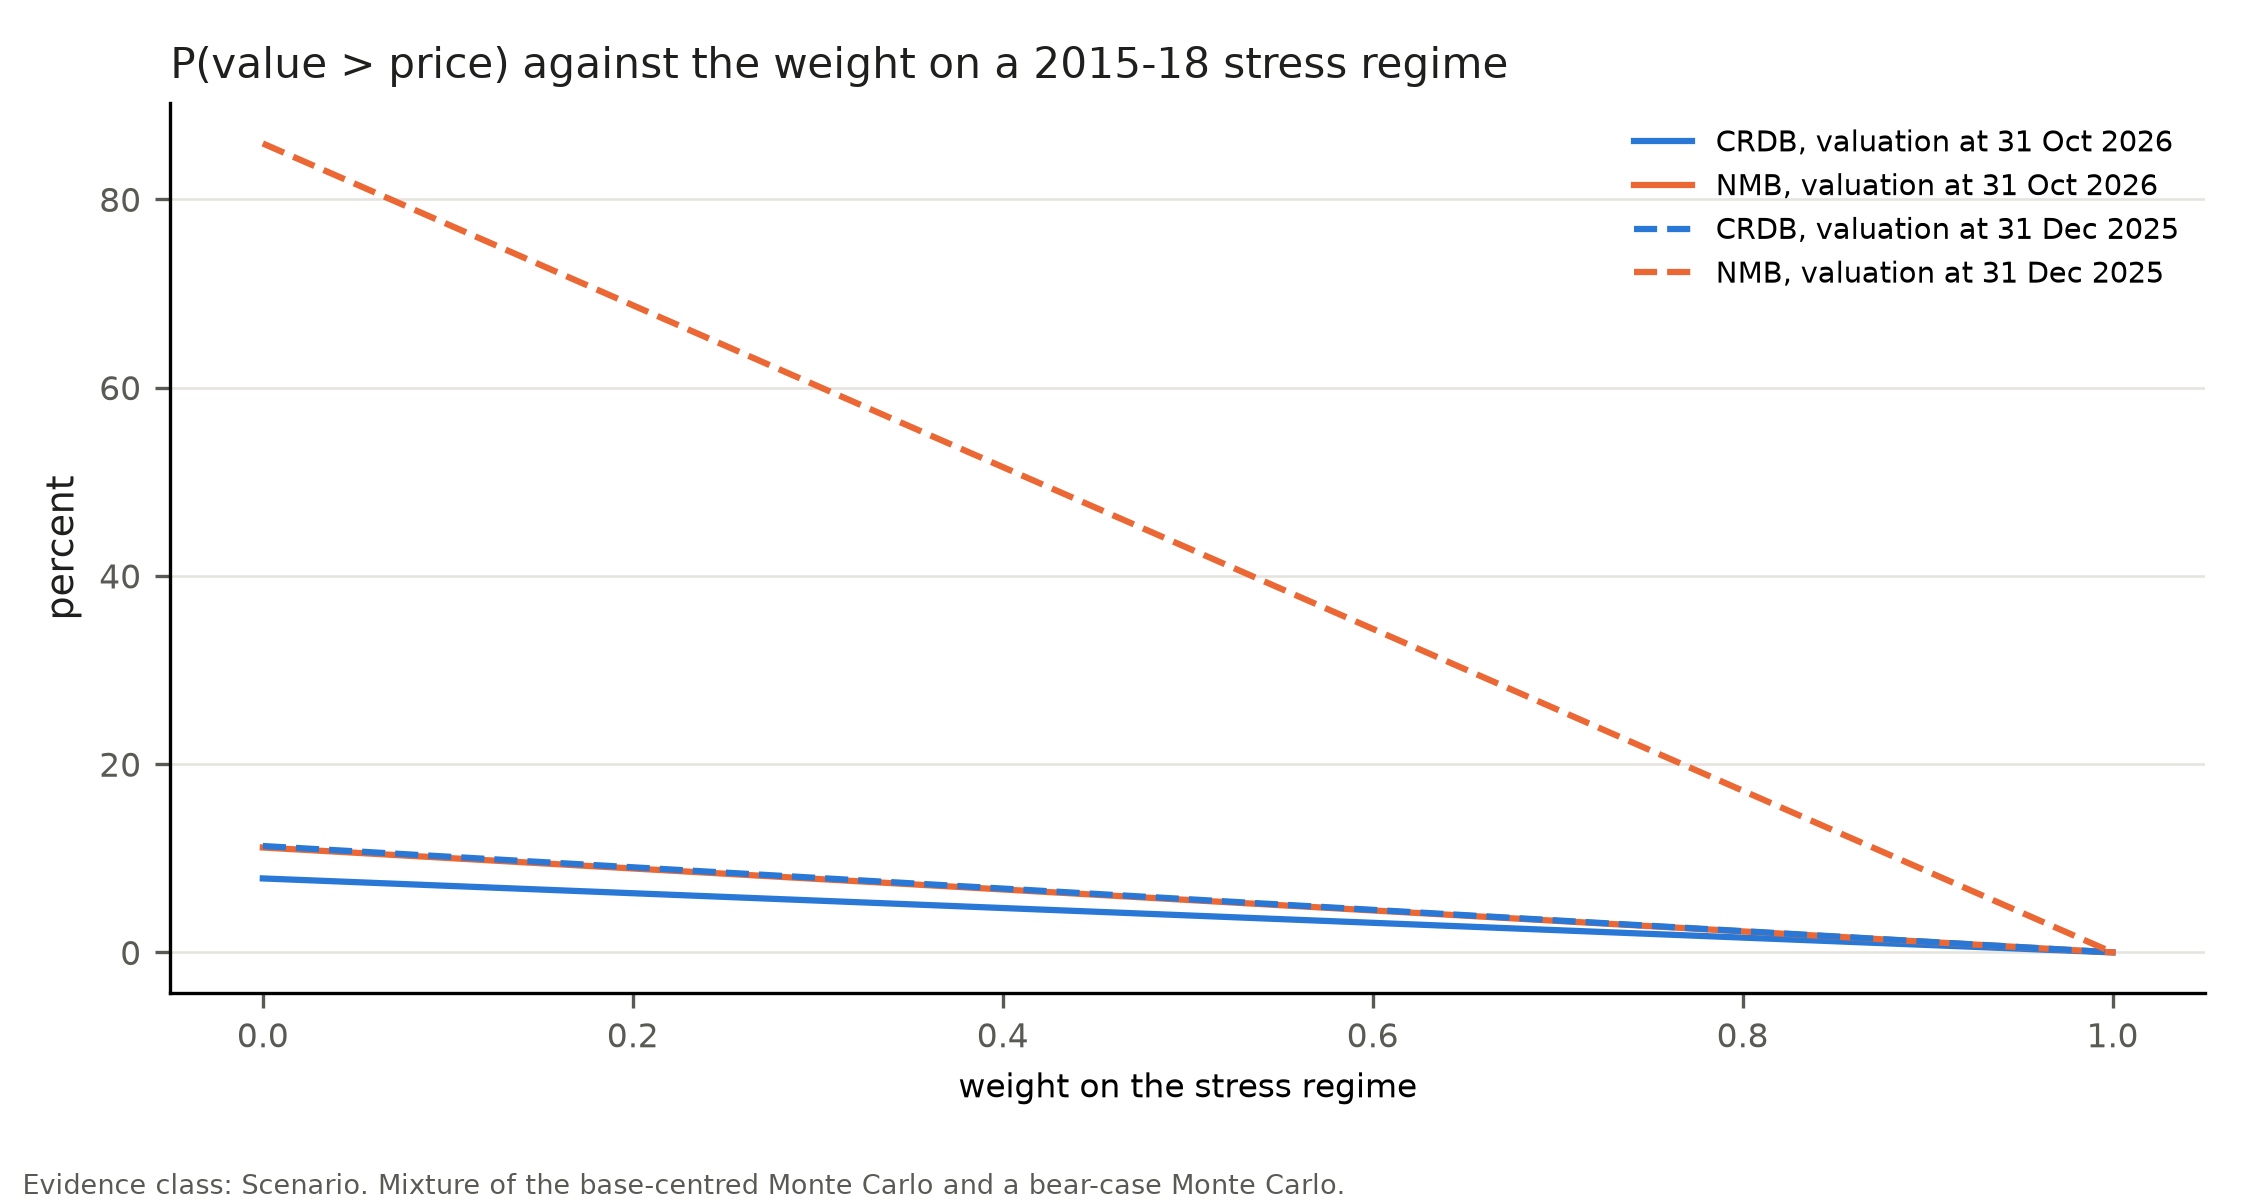 P(value > price) against the weight on a 2015-18 stress regime
CRDB, valuation at 31 Oct 2026
NMB, valuation at 31 Oct 2026
CRDB, valuation at 31 Dec 2025
NMB, valuation at 31 Dec 2025
percent
80
60
40
20
0
0.0 0.2 0.4 0.6 0.8 1.0
weight on the stress regime
Evidence class: Scenario. Mixture of the base-centred Monte Carlo and a bear-case Monte Carlo.